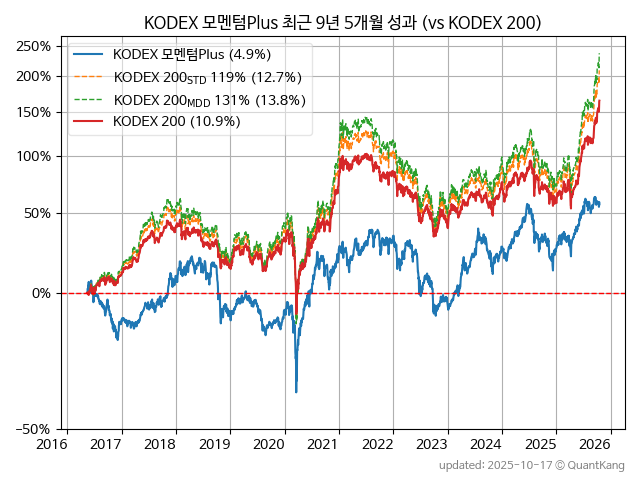 KODEX 모멘텀Plus 최근 9년 5개월 성과 (vs KODEX 200)
250%
200%
150%
100%
50%
0%
-50%
KODEX 모멘텀Plus (4.9%)
KODEX 200STD 119% (12.7%)
KODEX 200MDD 131% (13.8%)
KODEX 200 (10.9%)
2016 2017 2018 2019 2020 2021 2022 2023 2024 2025 2026
updated: 2025-10-17 © QuantKang